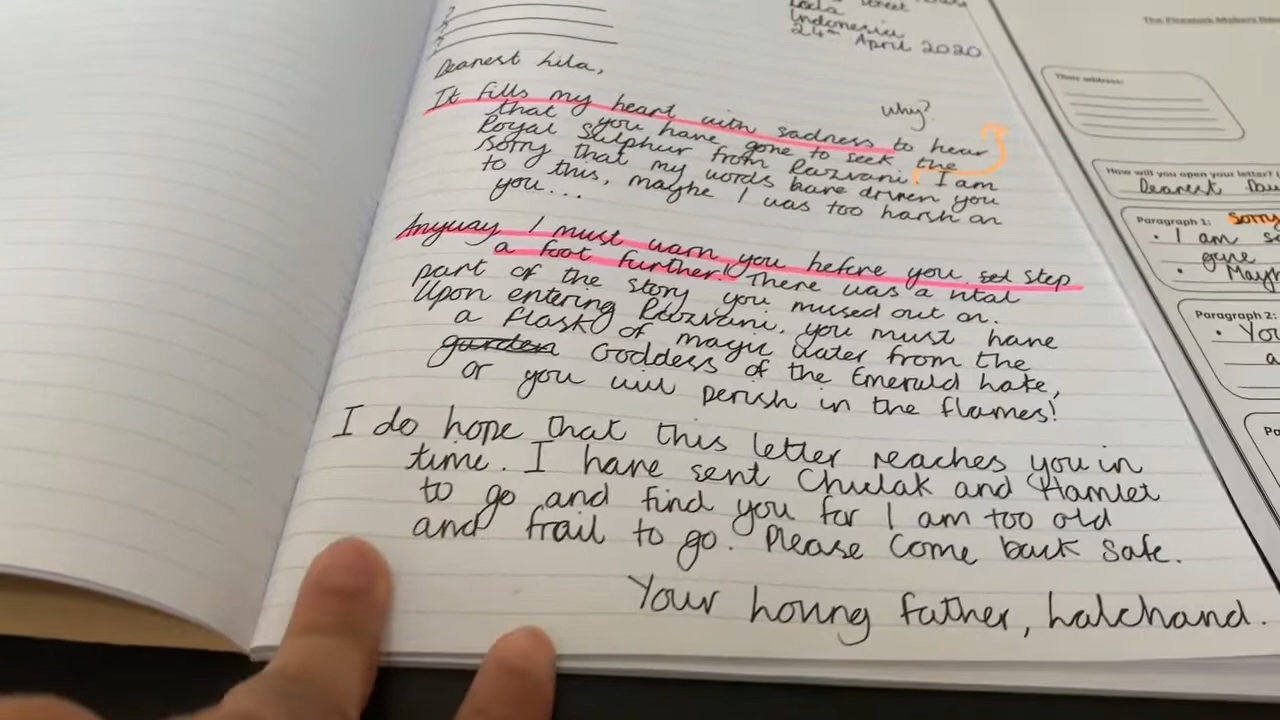 Street
Indonesia
24th April 2020
Dearest Lila,
It fills my heart with sadness to hear
why?
that you have gone to seek the
Royal Sulphur from Razvani. I am
sorry that my words have driven you
to this, maybe I was too harsh on
you...
Anyway I must warn you before you set step
a foot further! There was a vital
part of the story you missed out on.
Upon entering Razvani, you must have
a flask of magic water from the
garden Goddess of the Emerald Lake,
or you will perish in the flames!
I do hope that this letter reaches you in
time. I have sent Chulak and Hamlet
to go and find you for I am too old
and frail to go. Please come back safe.
Your loving father, Lalchand.
The Firework Makers
Their address:
How will you open your letter?
Dearest
Paragraph 1: Sorry
• I am
gone
•
Paragraph 2:
• You
a